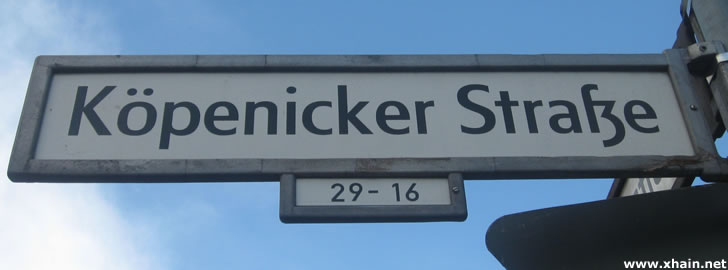 Köpenicker Straße
29 - 16
www.xhain.net